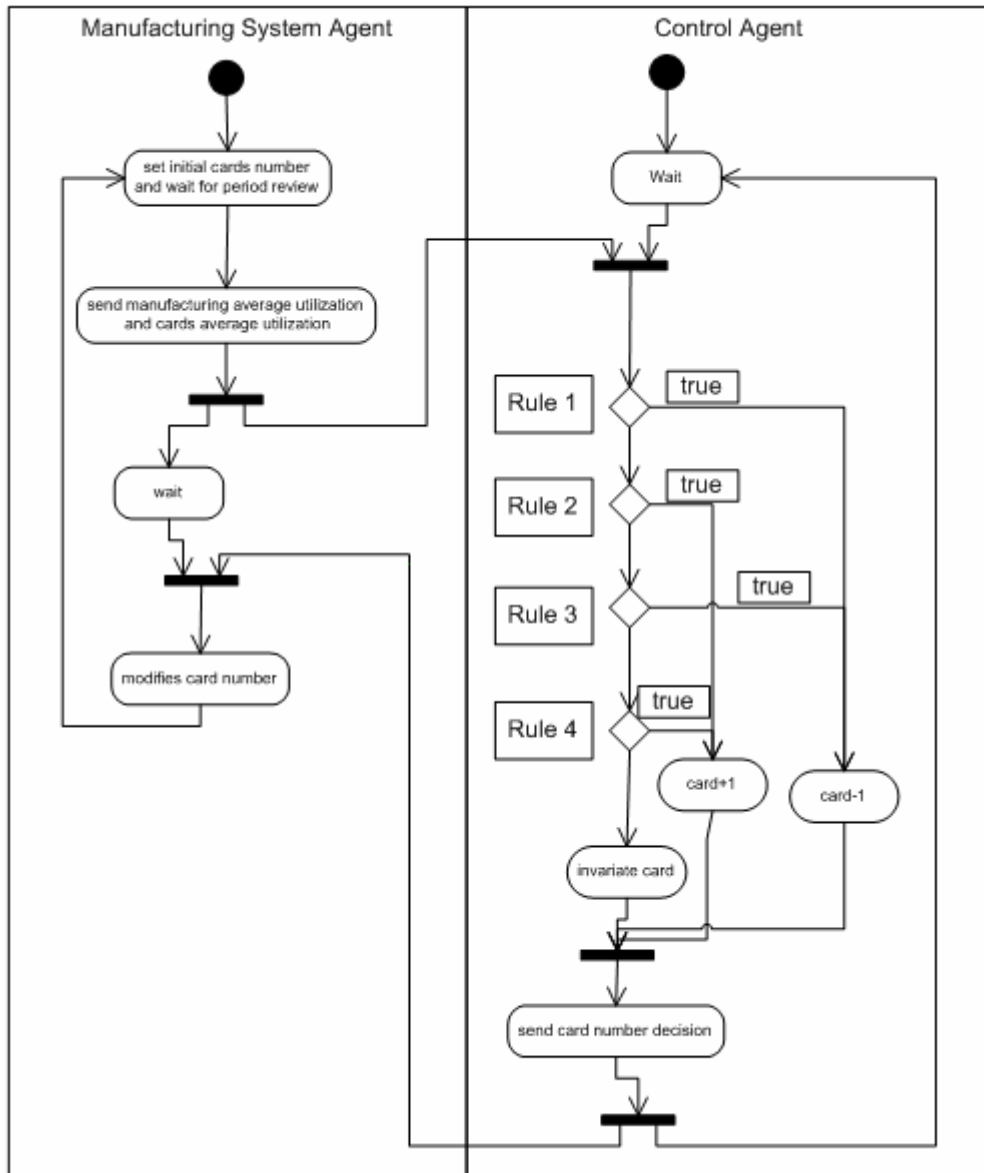 Manufacturing System Agent
set initial cards number
and wait for period review
send manufacturing average utilization
and cards average utilization
wait
modifies card number
Control Agent
Wait
Rule 1
true
Rule 2
true
Rule 3
true
Rule 4
true
card+1
card-1
invariate card
send card number decision